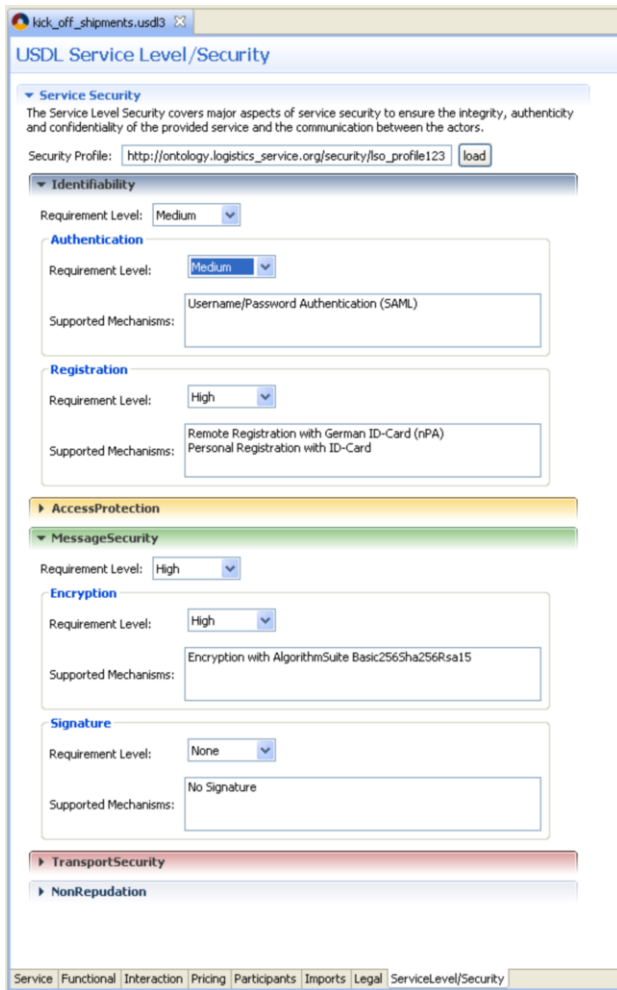 kick_off_shipments.usdl3
USDL Service Level/Security
Service Security
The Service Level Security covers major aspects of service security to ensure the integrity, authenticity
and confidentiality of the provided service and the communication between the actors.
Security Profile: http://ontology.logistics_service.org/security/lso_profile123 load
Identifiability
Requirement Level: Medium
Authentication
Requirement Level: Medium
Supported Mechanisms: Username/Password Authentication (SAML)
Registration
Requirement Level: High
Supported Mechanisms: Remote Registration with German ID-Card (nPA)
Personal Registration with ID-Card
AccessProtection
MessageSecurity
Requirement Level: High
Encryption
Requirement Level: High
Supported Mechanisms: Encryption with AlgorithmSuite Basic256Sha256Rsa15
Signature
Requirement Level: None
Supported Mechanisms: No Signature
TransportSecurity
NonRepudation
Service Functional Interaction Pricing Participants Imports Legal ServiceLevel/Security